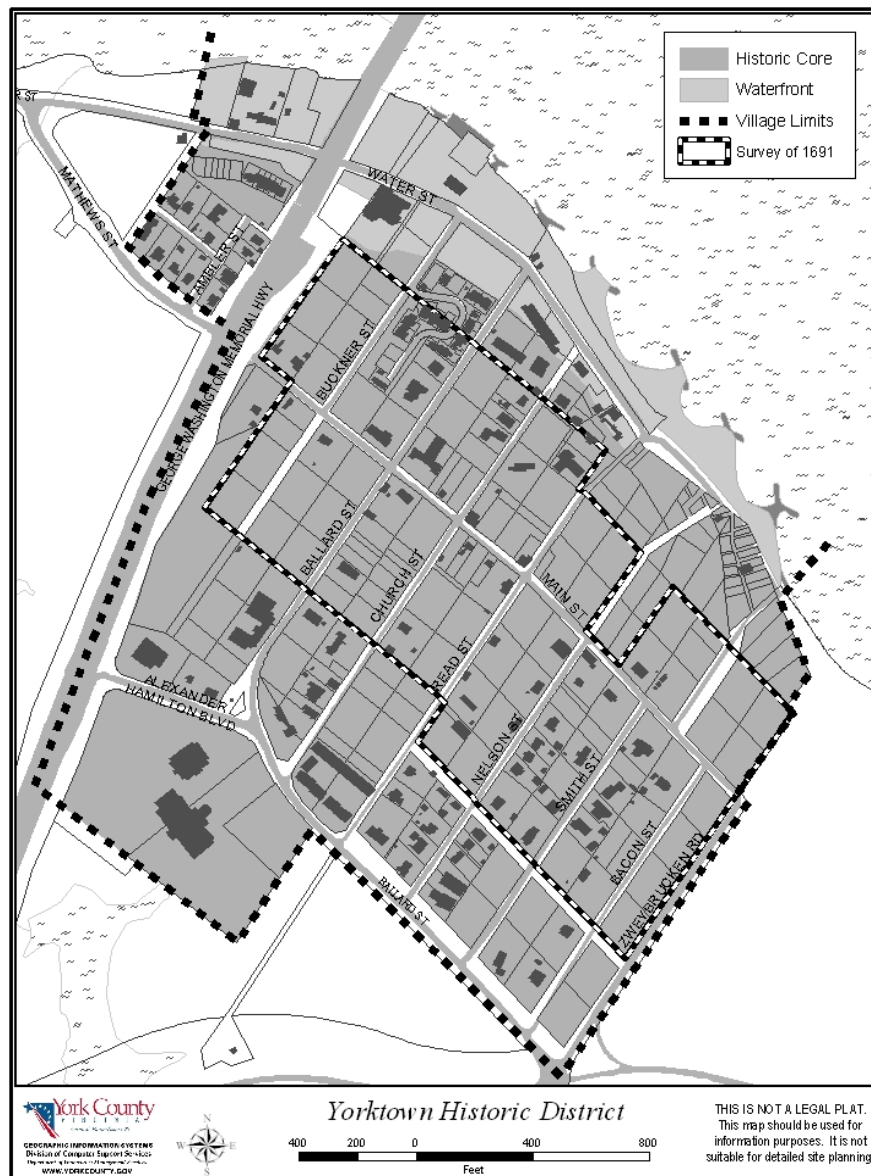 Historic Core
Waterfront
Village Limits
Survey of 1691
MATHEWS ST
WATER ST
AMBLER ST
GEORGE WASHINGTON MEMORIAL HWY
BUCKNER ST
BALLARD ST
CHURCH ST
MAIN ST
READ ST
ALEXANDER
HAMILTON BLVD
NELSON ST
SMITH ST
BACON ST
ZWEYBRUCKEN RD
BALLARD ST
York County
VIRGINIA
GEOGRAPHIC INFORMATION SYSTEMS
Division of Computer Support Services
WWW.YORKCOUNTY.GOV
N
Yorktown Historic District
400 200 0 400 800
Feet
THIS IS NOT A LEGAL PLAT.
This map should be used for
information purposes. It is not
suitable for detailed site planning.